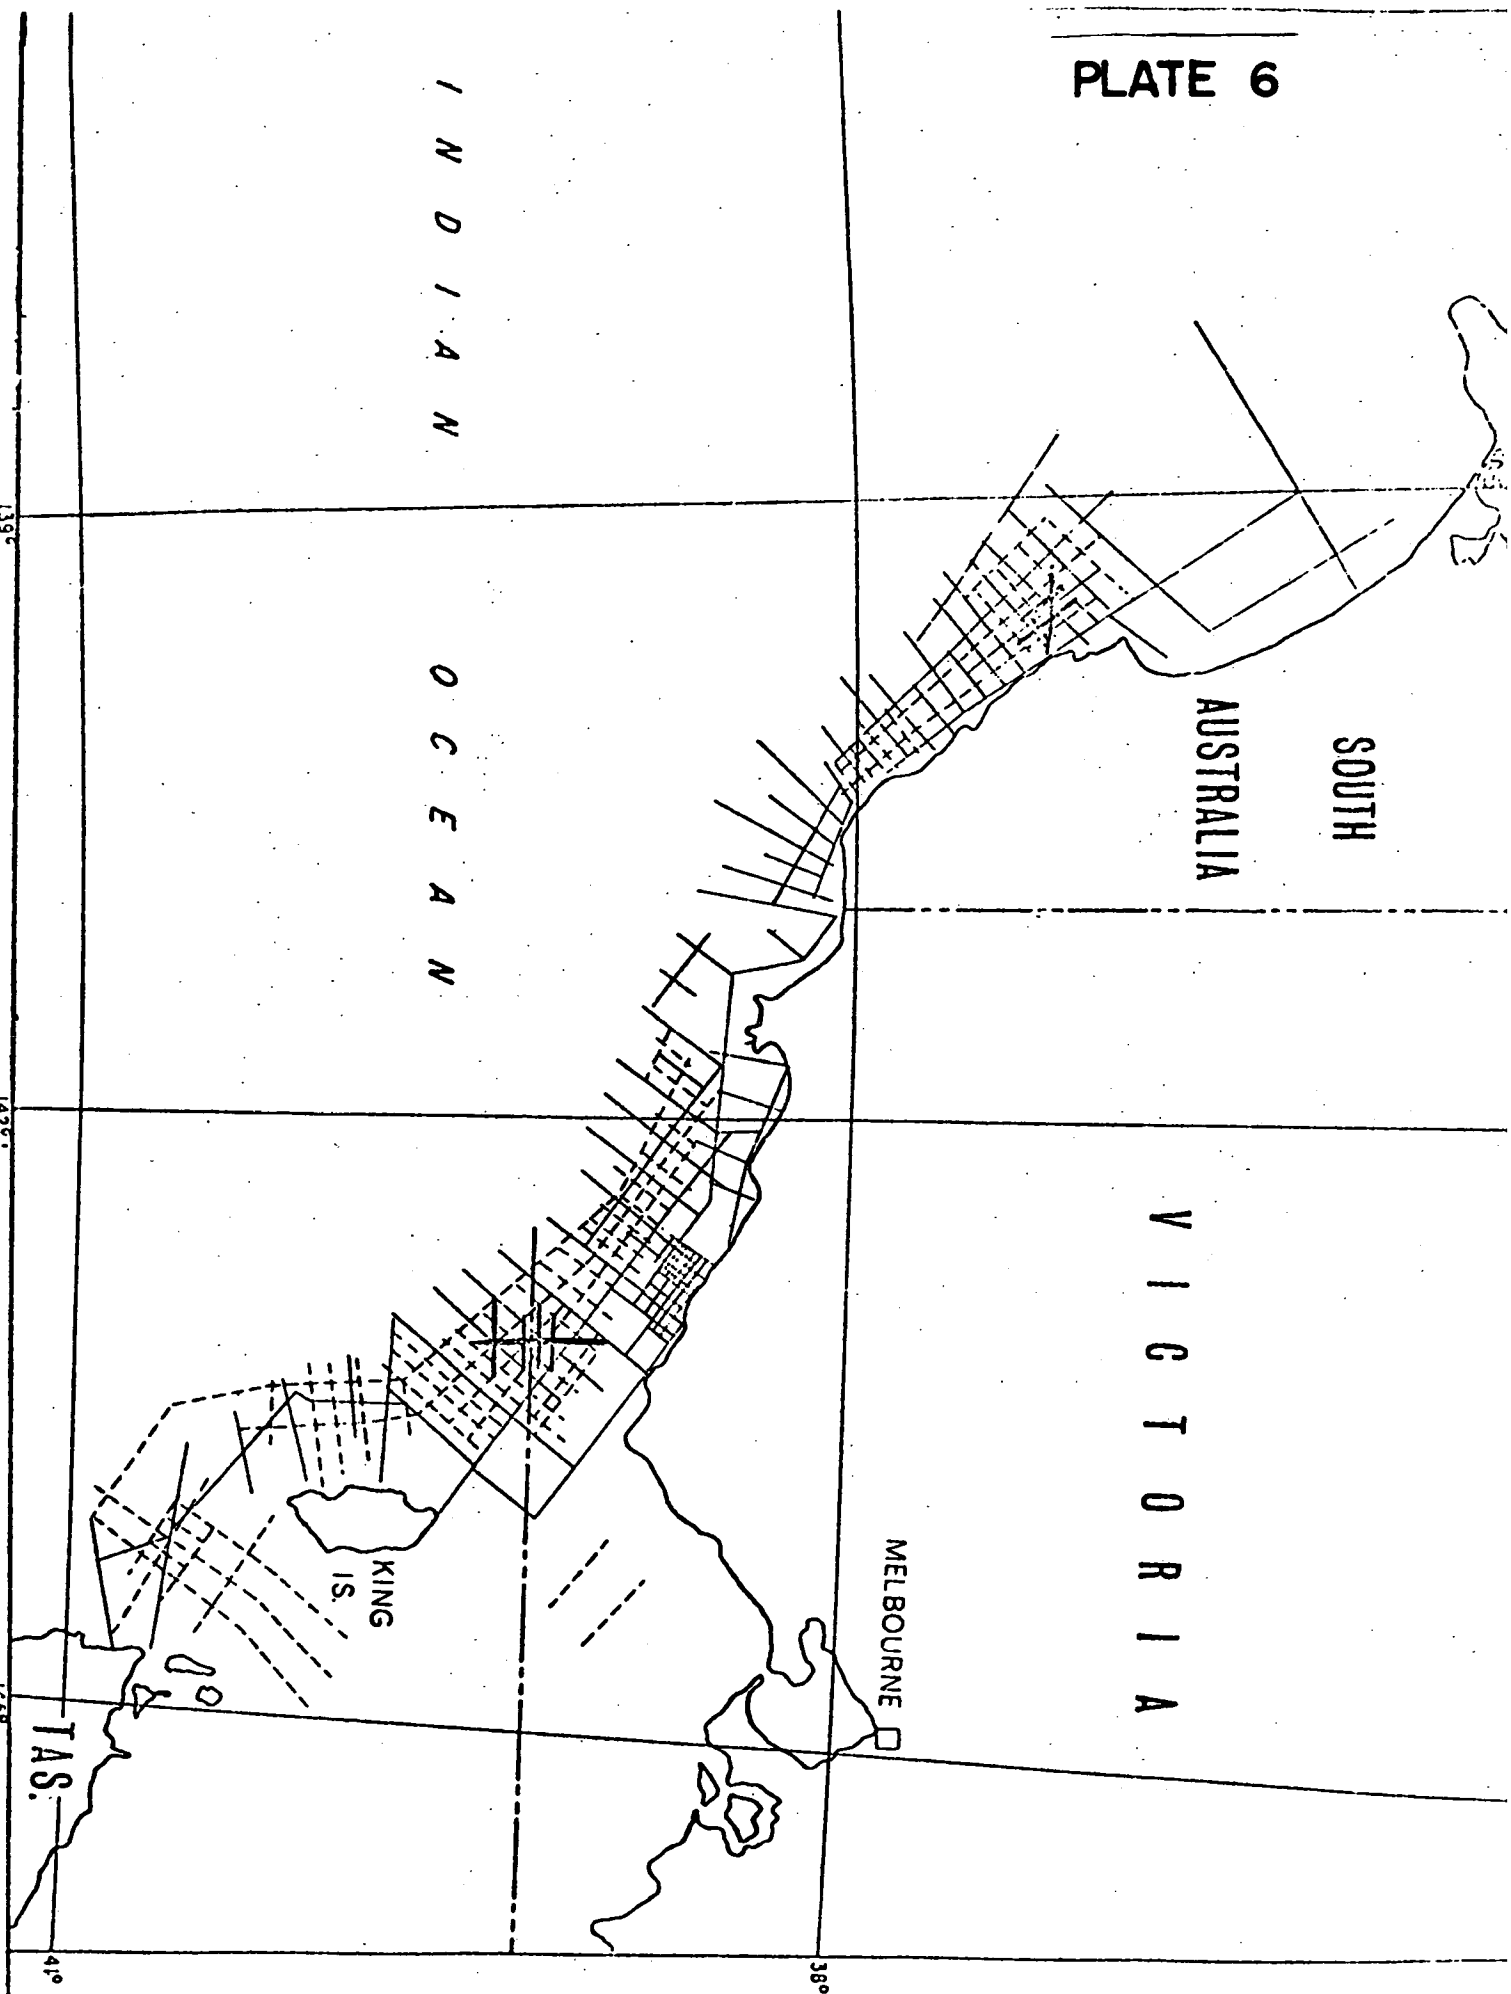 PLATE 6
INDIAN
OCEAN
SOUTH
AUSTRALIA
VICTORIA
MELBOURNE
KING
IS.
TAS.
38°
41°